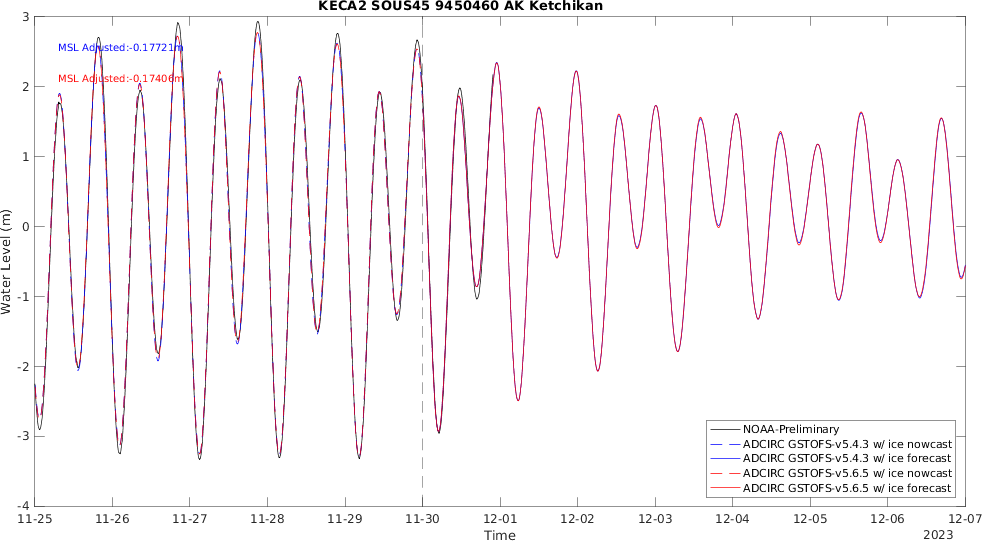 KECA2 SOUS45 9450460 AK Ketchikan
3
MSL Adjusted:-0.17721m
MSL Adjusted:-0.17406m
2
1
0
-1
-2
-3
-4
Water Level (m)
NOAA-Preliminary
ADCIRC GSTOFS-v5.4.3 w/ ice nowcast
ADCIRC GSTOFS-v5.4.3 w/ ice forecast
ADCIRC GSTOFS-v5.6.5 w/ ice nowcast
ADCIRC GSTOFS-v5.6.5 w/ ice forecast
11-25 11-26 11-27 11-28 11-29 11-30 12-01 12-02 12-03 12-04 12-05 12-06 12-07
Time
2023